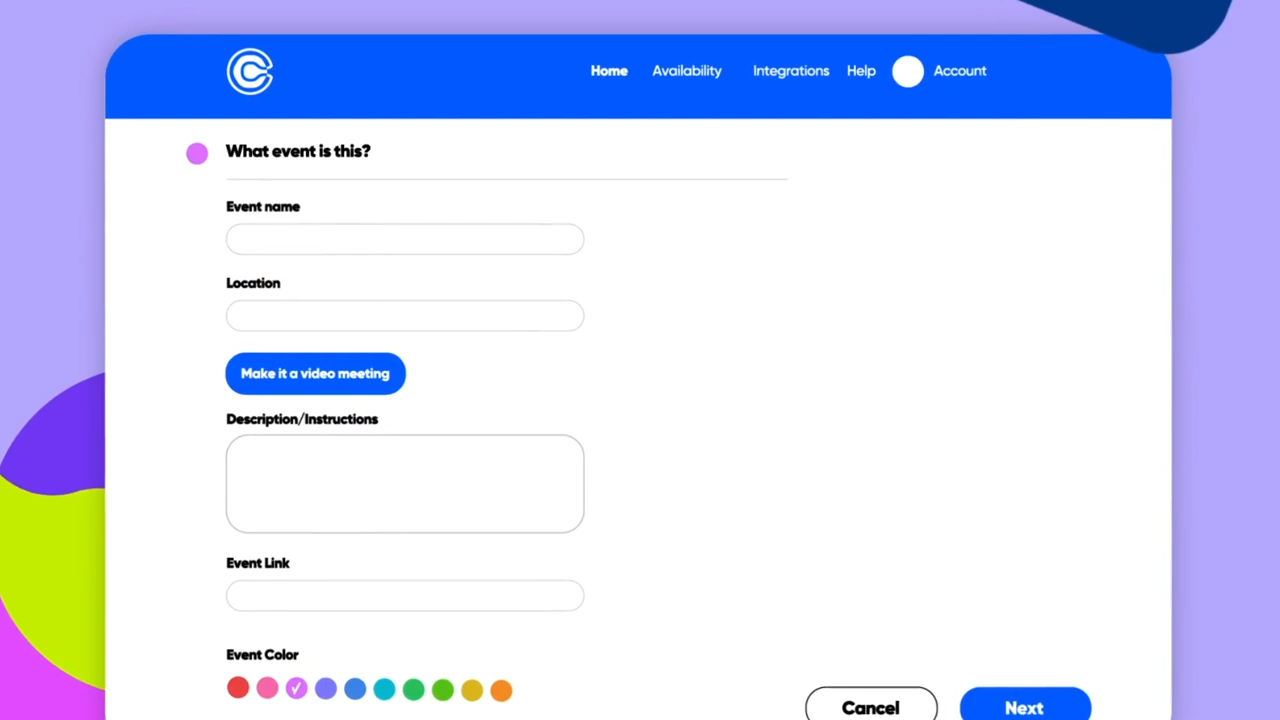 Home Availability Integrations Help Account
What event is this?
Event name
Location
Make it a video meeting
Description/Instructions
Event Link
Event Color
Cancel Next